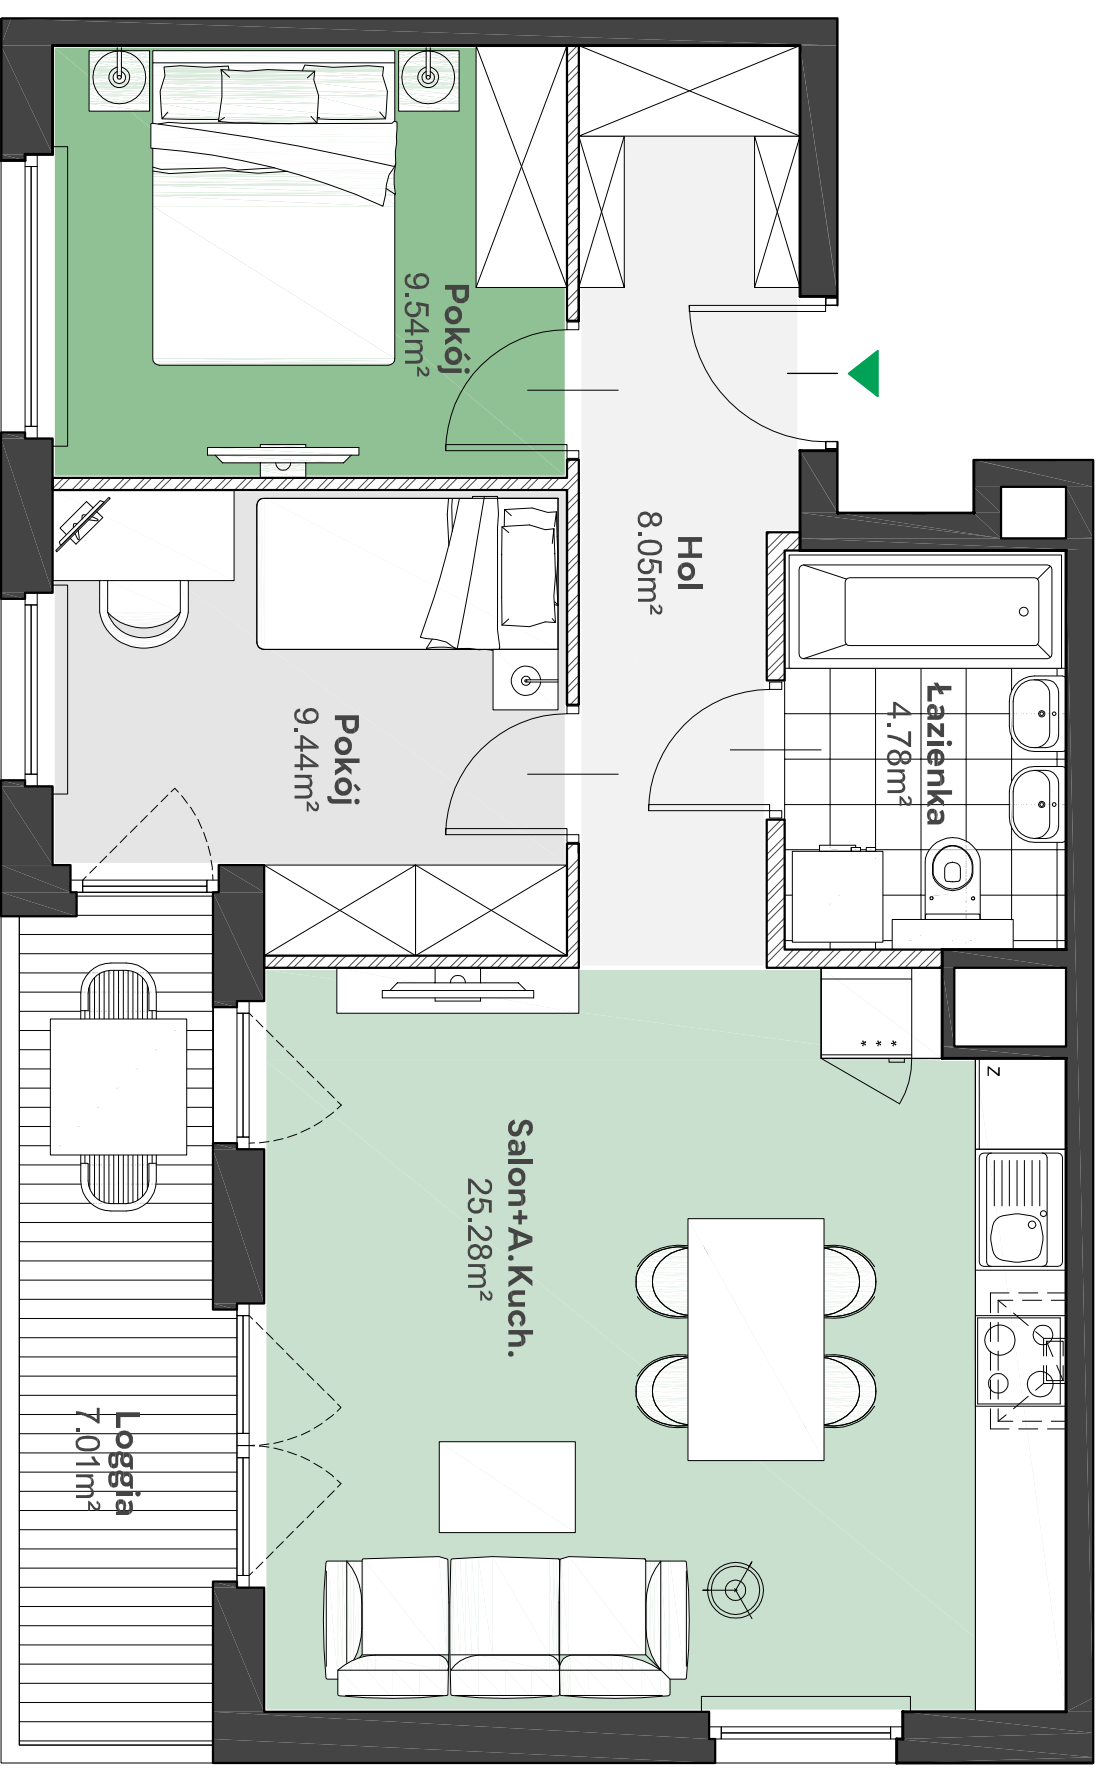 Pokój
9.54m²
Hol
8.05m²
Łazienka
4.78m²
Pokój
9.44m²
***
Z
Salon+A.Kuch.
25.28m²
Loggia
7.01m²